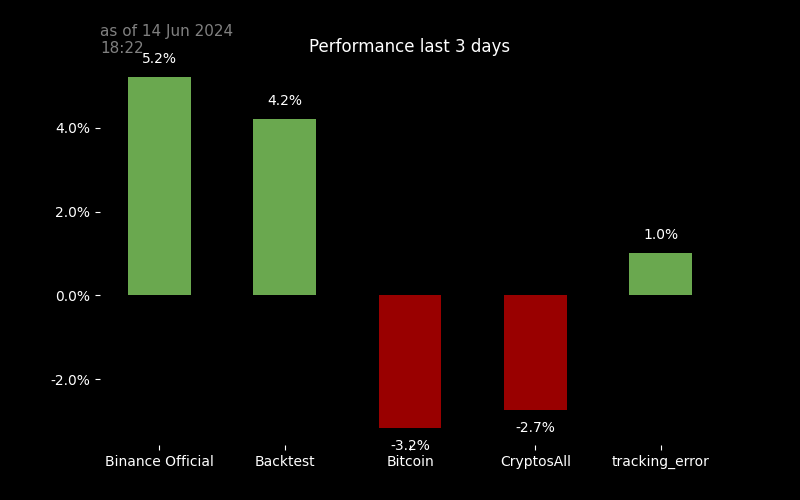 as of 14 Jun 2024
18:22
Performance last 3 days
5.2%
4.2%
4.0%
2.0%
1.0%
0.0%
-2.0%
-2.7%
-3.2%
Binance Official
Backtest
Bitcoin
CryptosAll
tracking_error